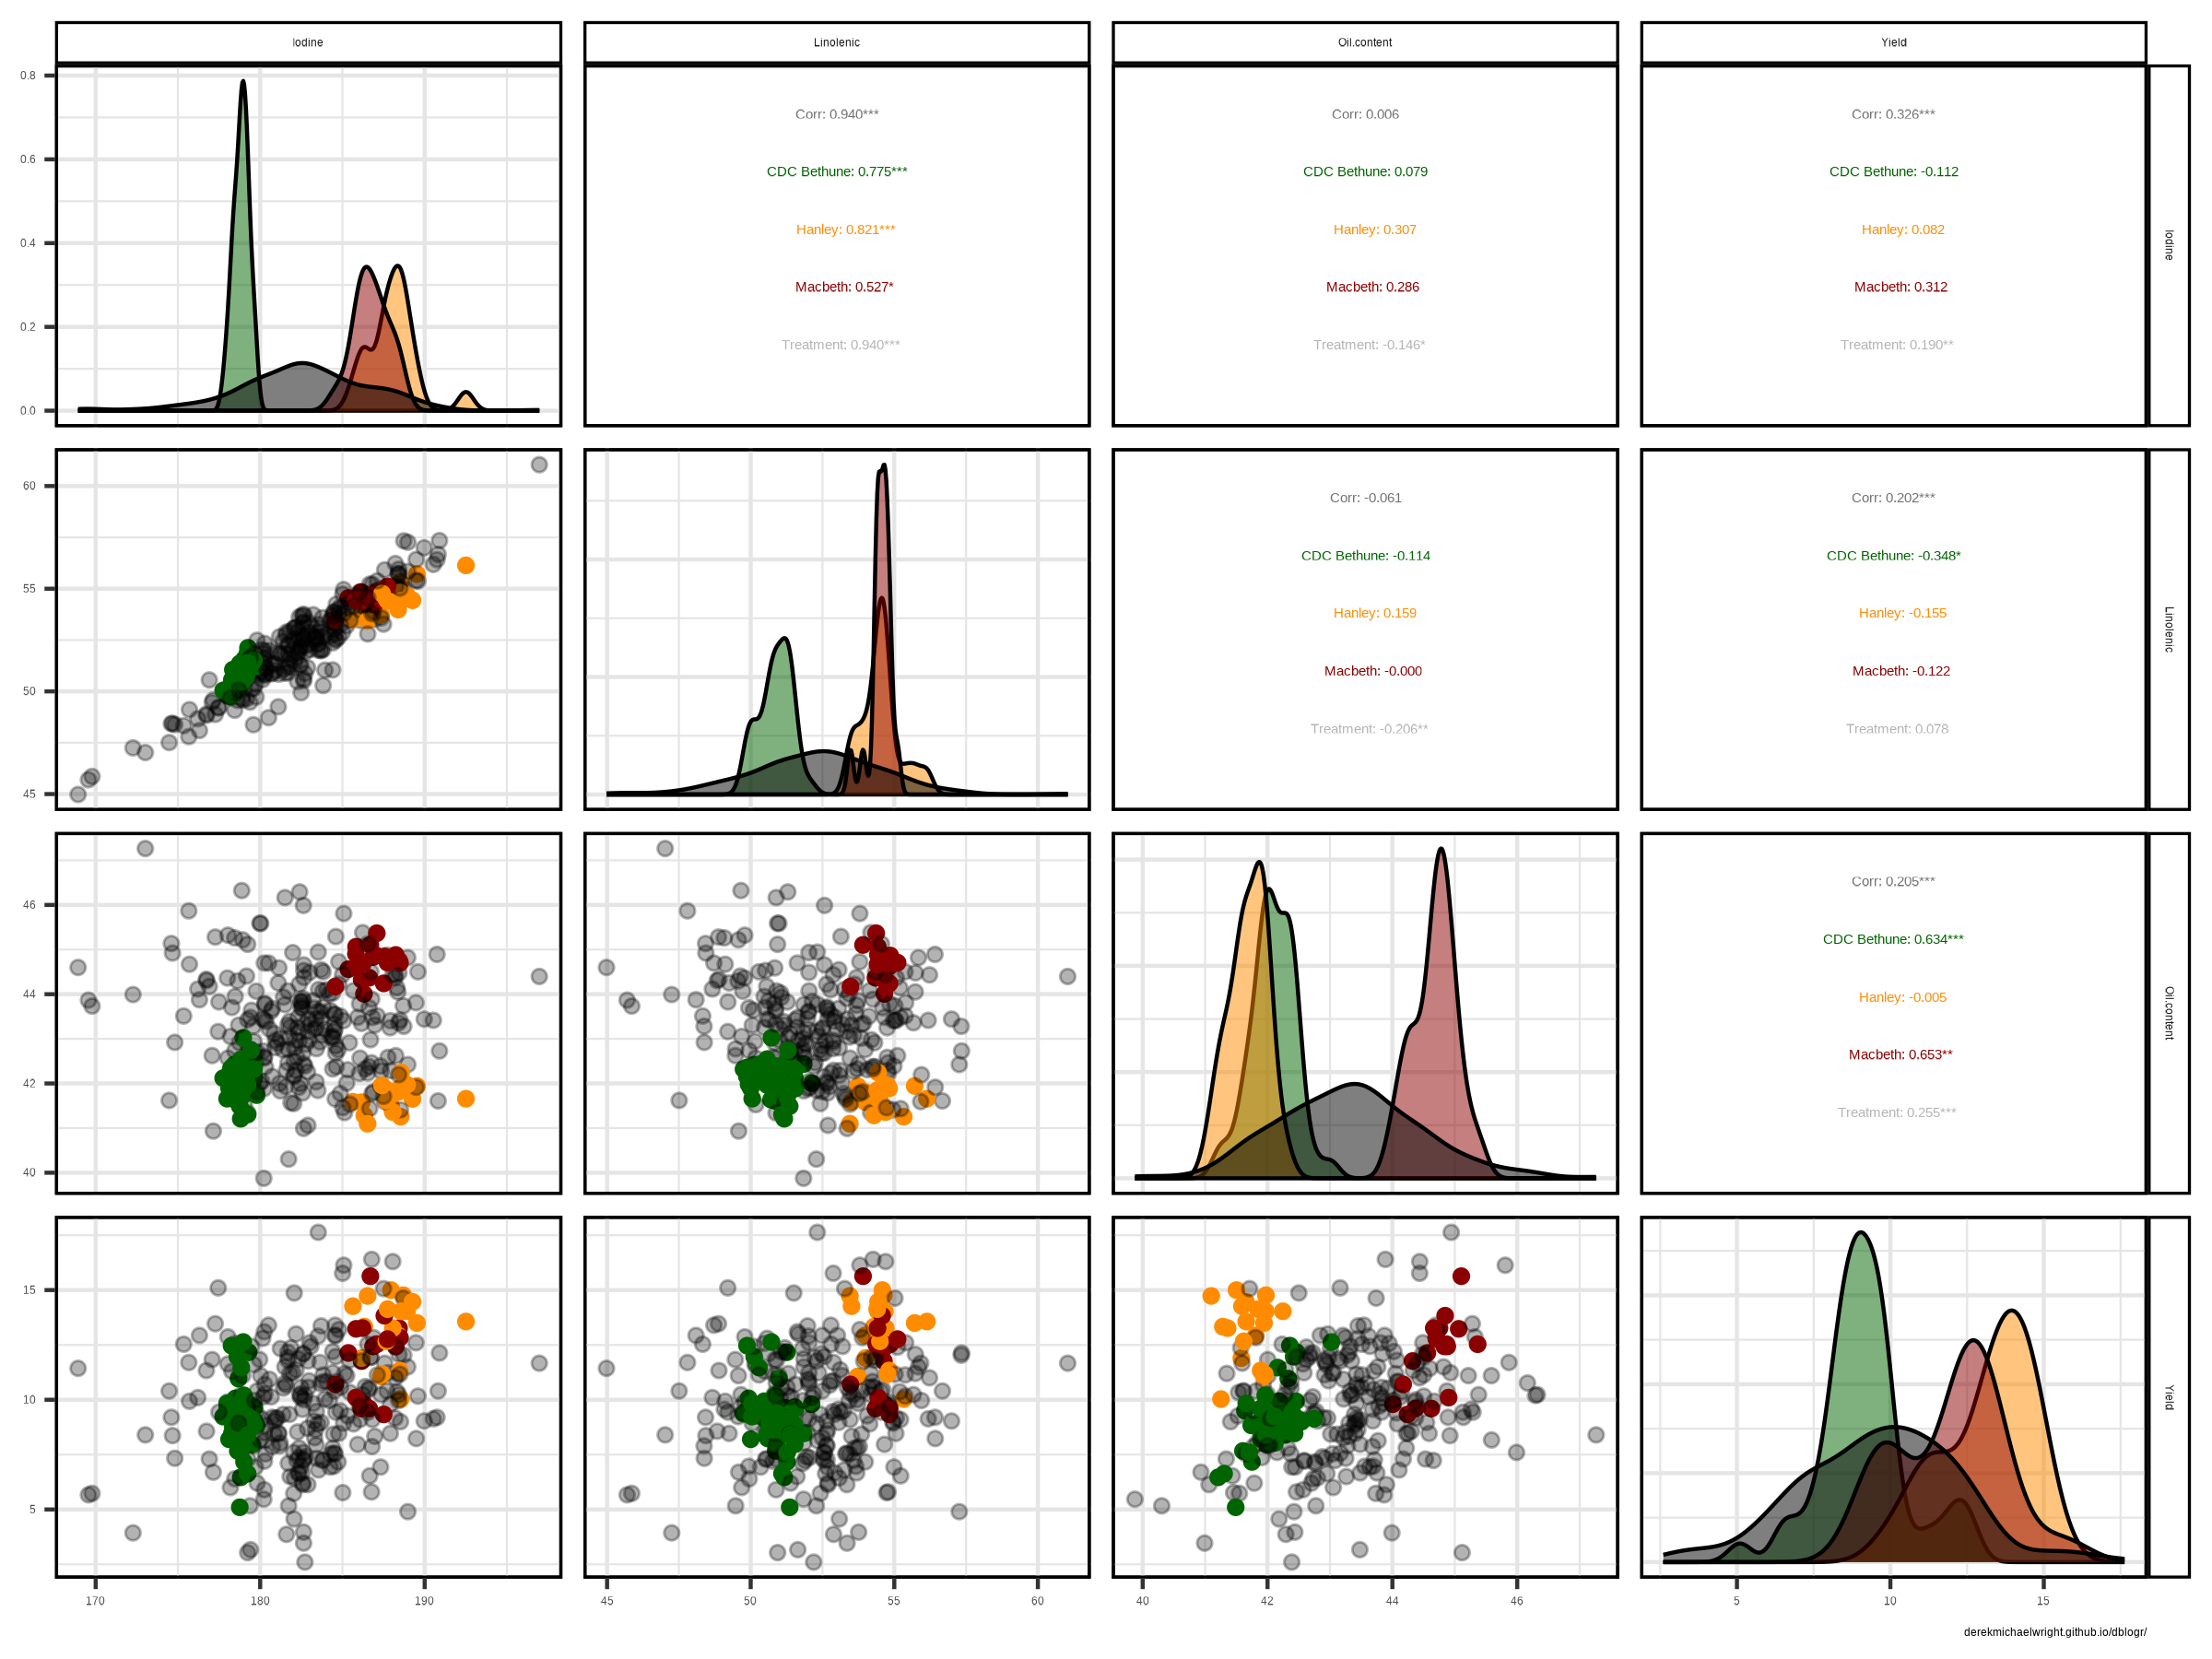 Iodine
Linolenic
Oil.content
Yield
0.8
0.6
0.4
0.2
0.0
Corr: 0.940***
CDC Bethune: 0.775***
Hanley: 0.821***
Macbeth: 0.527*
Treatment: 0.940***
Corr: 0.006
CDC Bethune: 0.079
Hanley: 0.307
Macbeth: 0.286
Treatment: -0.146*
Corr: 0.326***
CDC Bethune: -0.112
Hanley: 0.082
Macbeth: 0.312
Treatment: 0.190**
Iodine
60
55
50
45
Corr: -0.061
CDC Bethune: -0.114
Hanley: 0.159
Macbeth: -0.000
Treatment: -0.206**
Corr: 0.202***
CDC Bethune: -0.348*
Hanley: -0.155
Macbeth: -0.122
Treatment: 0.078
Linolenic
46
44
42
40
Corr: 0.205***
CDC Bethune: 0.634***
Hanley: -0.005
Macbeth: 0.653**
Treatment: 0.255***
Oil.content
15
10
5
Yield
170 180 190
45 50 55 60
40 42 44 46
5 10 15
derekmichaelwright.github.io/dblogr/